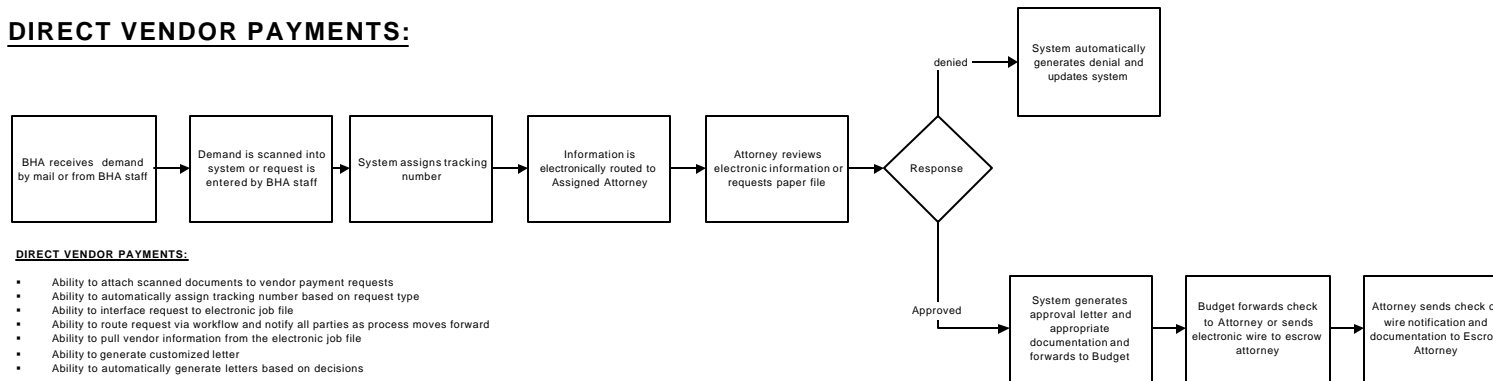 DIRECT VENDOR PAYMENTS:
BHA receives demand
by mail or from BHA staff
Demand is scanned into
system or request is
entered by BHA staff
System assigns tracking
number
Information is
electronically routed to
Assigned Attorney
Attorney reviews
electronic information or
requests paper file
Response
denied
System automatically
generates denial and
updates system
Approved
System generates
approval letter and
appropriate
documentation and
forwards to Budget
Budget forwards check
to Attorney or sends
electronic wire to escrow
attorney
Attorney sends check
wire notification and
documentation to
Attorney
DIRECT VENDOR PAYMENTS:
▪ Ability to attach scanned documents to vendor payment requests
▪ Ability to automatically assign tracking number based on request type
▪ Ability to interface request to electronic job file
▪ Ability to route request via workflow and notify all parties as process moves forward
▪ Ability to pull vendor information from the electronic job file
▪ Ability to generate customized letter
▪ Ability to automatically generate letters based on decisions